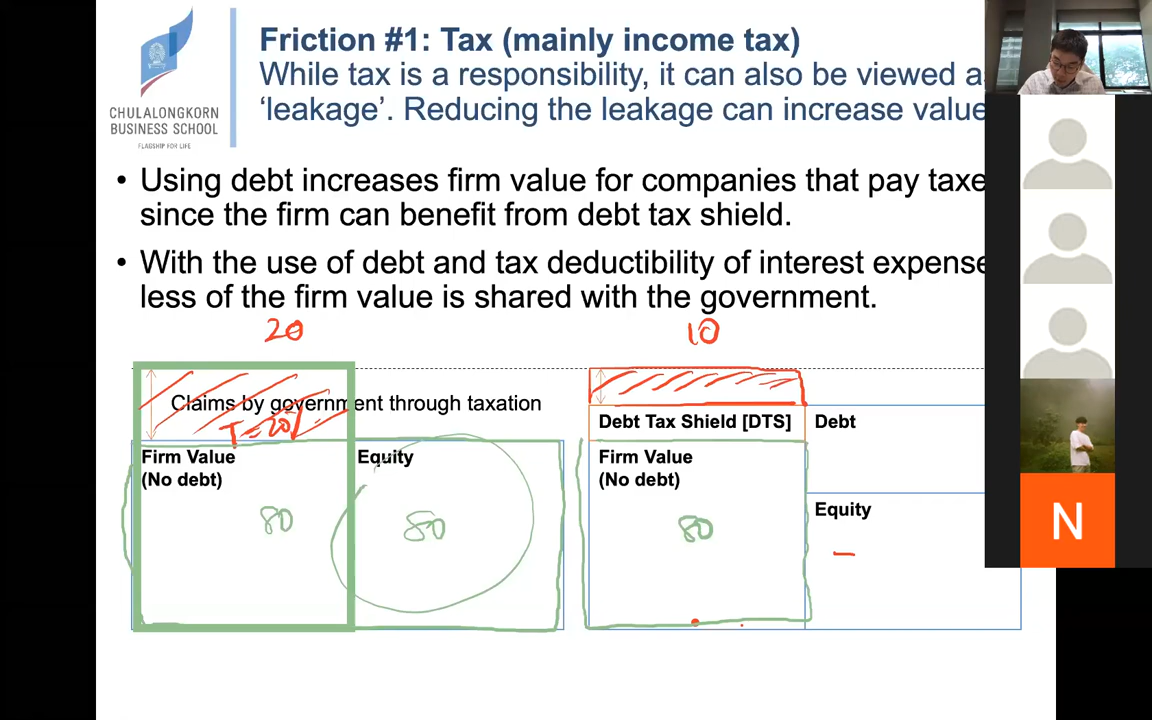 CHULALONGKORN
BUSINESS SCHOOL
FLAGSHIP FOR LIFE
Friction #1: Tax (mainly income tax)
While tax is a responsibility, it can also be viewed a
‘leakage’. Reducing the leakage can increase value
• Using debt increases firm value for companies that pay taxe
since the firm can benefit from debt tax shield.
• With the use of debt and tax deductibility of interest expense
less of the firm value is shared with the government.
20
10
Claims by government through taxation
T = 20%
Debt Tax Shield [DTS]
Debt
Firm Value
(No debt)
Equity
Firm Value
(No debt)
Equity
80
80
80
N